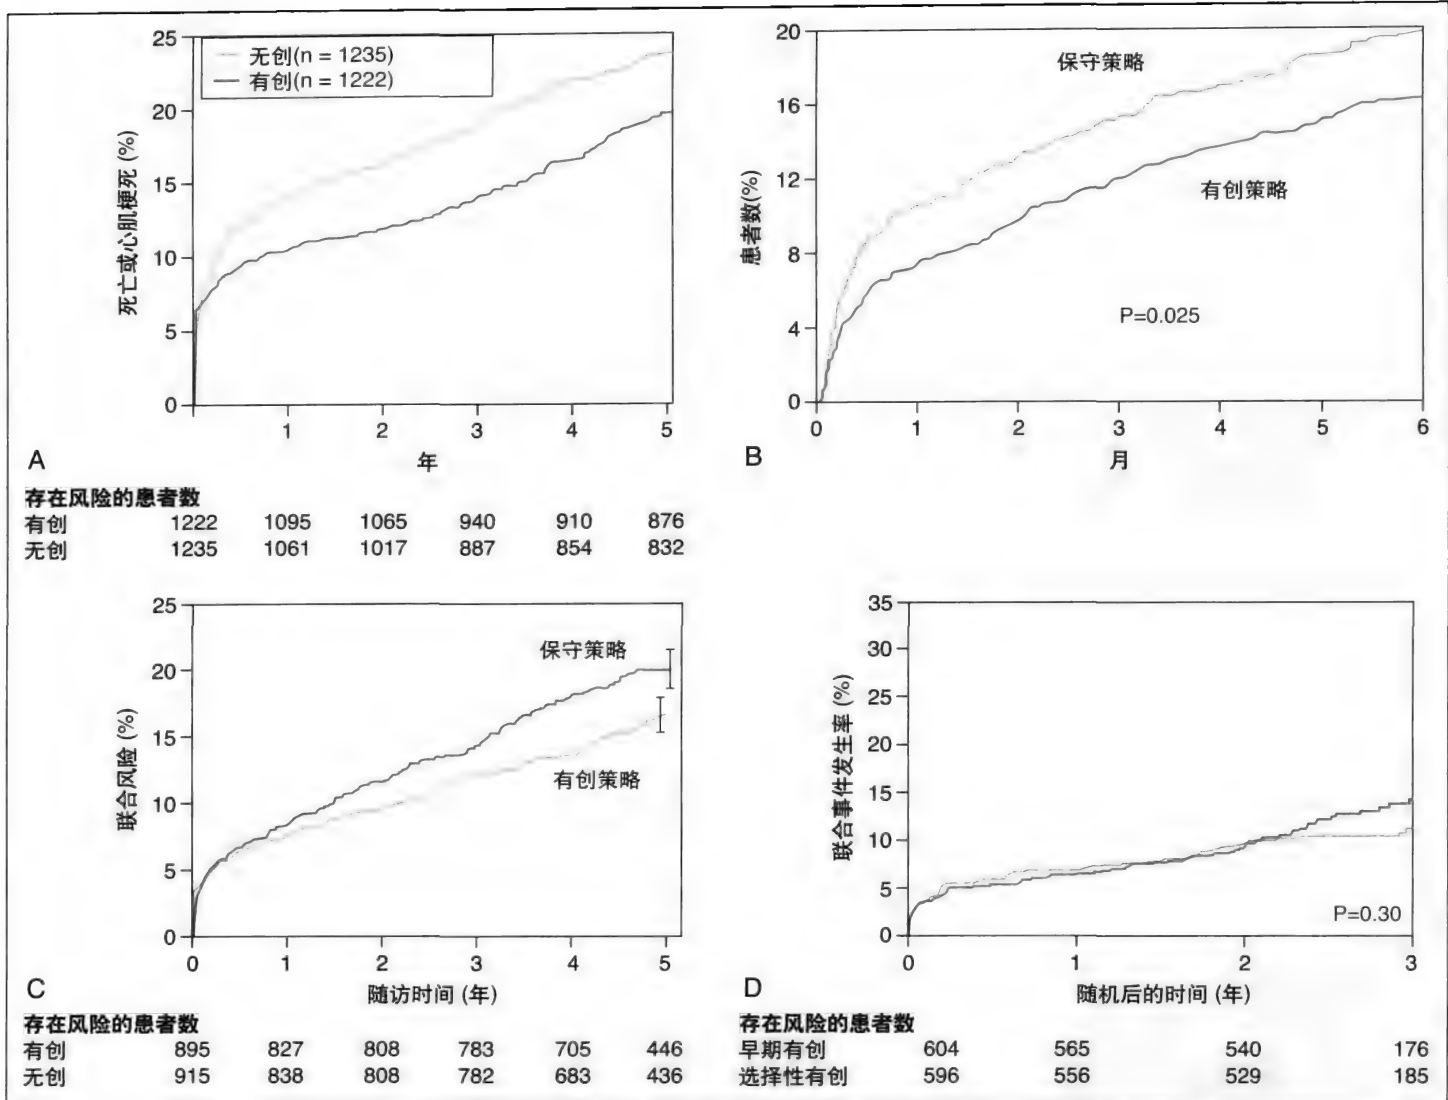 25
20
15
10
5
0
死亡或心肌梗死 (%)
无创(n = 1235)
有创(n = 1222)
1 2 3 4 5
年
A
存在风险的患者数
有创 1222 1095 1065 940 910 876
无创 1235 1061 1017 887 854 832
20
16
12
8
4
0
患者数(%)
保守策略
有创策略
P=0.025
0 1 2 3 4 5 6
月
B
25
20
15
10
5
0
联合风险 (%)
保守策略
有创策略
0 1 2 3 4 5
随访时间 (年)
C
存在风险的患者数
有创 895 827 808 783 705 446
无创 915 838 808 782 683 436
35
30
25
20
15
10
5
0
联合事件发生率 (%)
P=0.30
0 1 2 3
随机后的时间 (年)
D
存在风险的患者数
早期有创 604 565 540 176
选择性有创 596 556 529 185